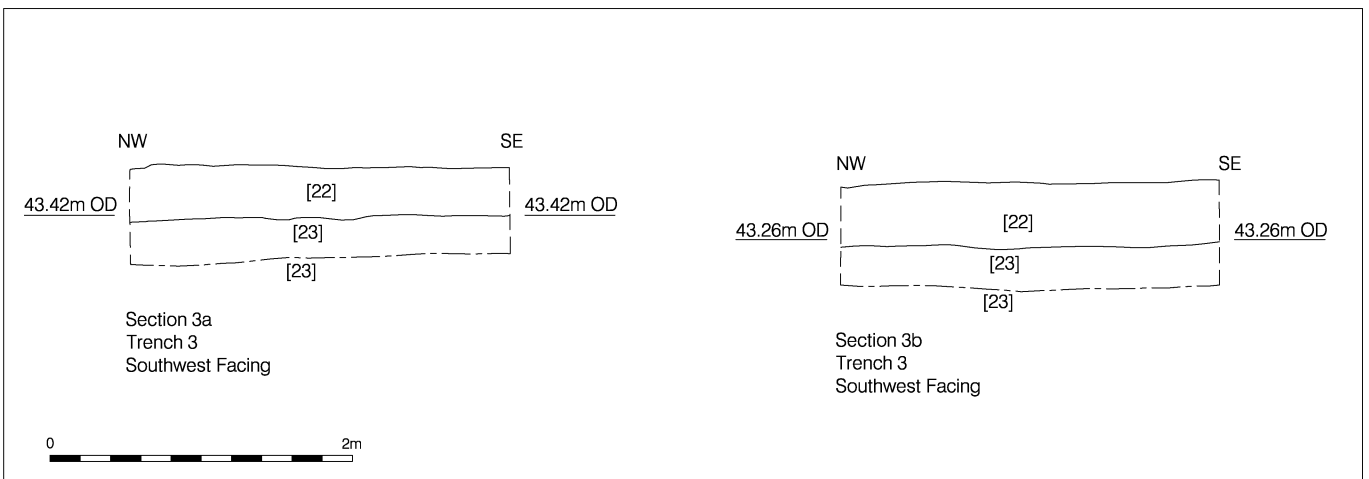 NW
SE
[22]
43.42m OD
43.42m OD
[23]
[23]
Section 3a
Trench 3
Southwest Facing
NW
SE
[22]
43.26m OD
43.26m OD
[23]
[23]
Section 3b
Trench 3
Southwest Facing
0
2m